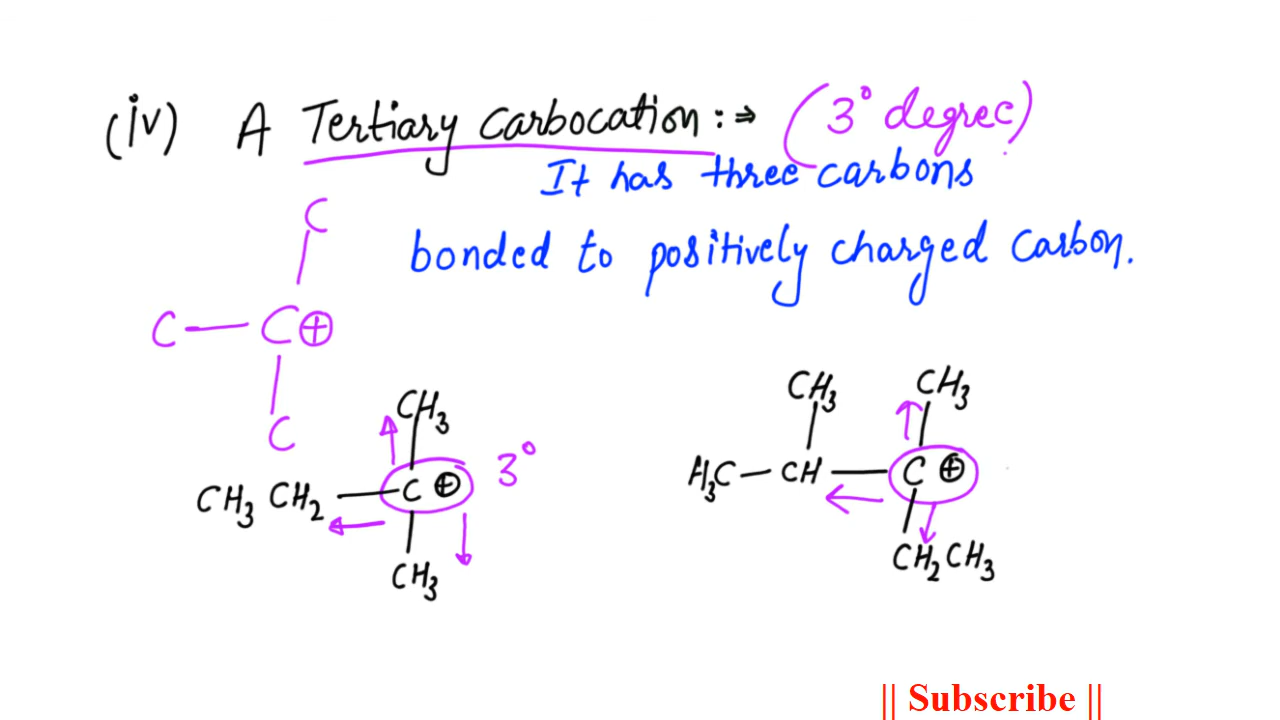 (iv) A Tertiary Carbocation :⇒ (3° degree)
It has three carbons
bonded to positively charged carbon.
C
C — C⊕
C
CH₃
CH₃ CH₂ — C ⊕ 3°
CH₃
CH₃ CH₃
H₃C — CH — C ⊕
CH₂CH₃
|| Subscribe ||